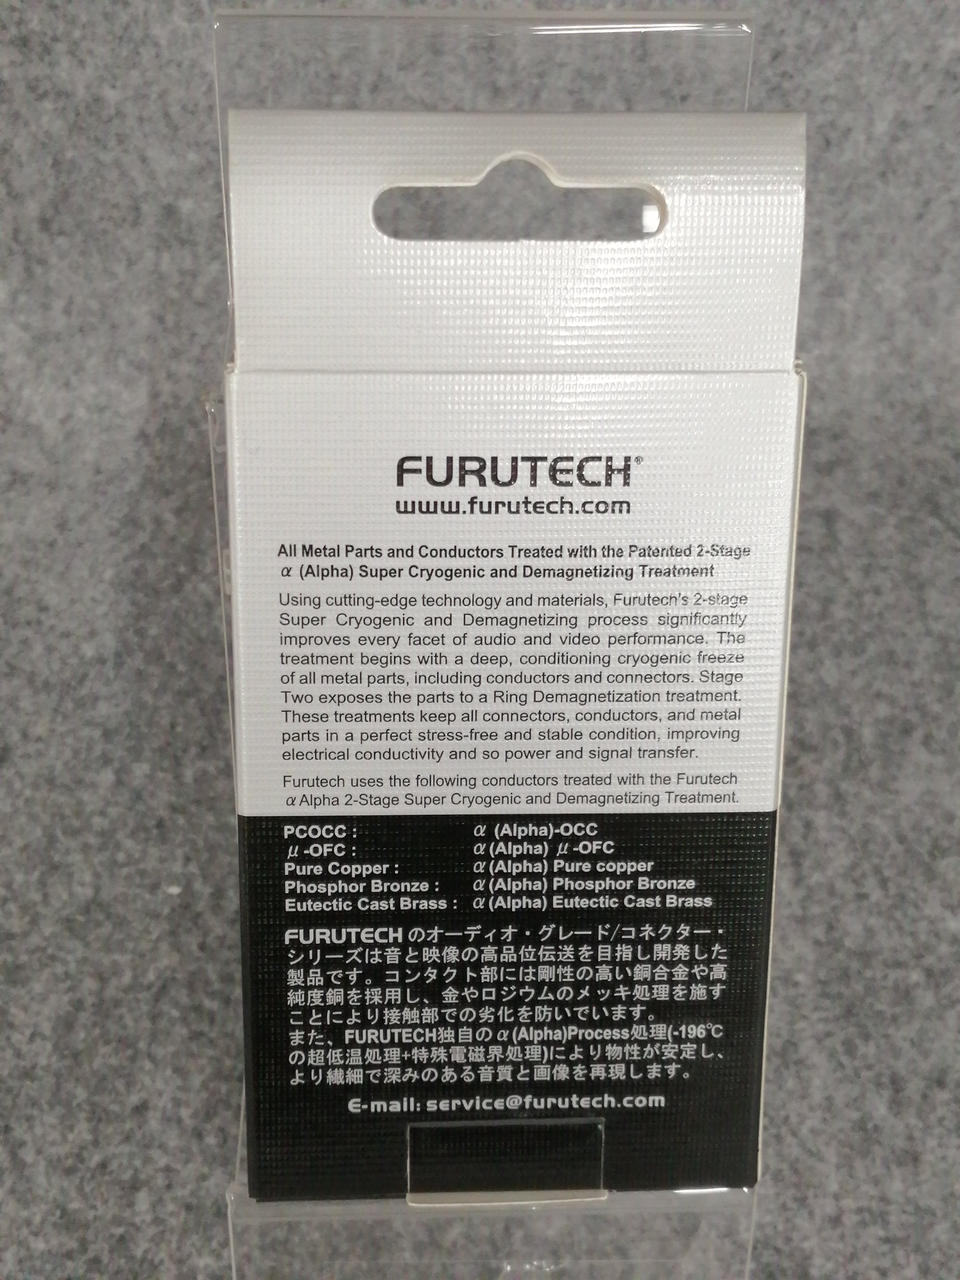 FURUTECH®
www.furutech.com
All Metal Parts and Conductors Treated with the Patented 2-Stage
α (Alpha) Super Cryogenic and Demagnetizing Treatment
Using cutting-edge technology and materials, Furutech's 2-stage
Super Cryogenic and Demagnetizing process significantly
improves every facet of audio and video performance. The
treatment begins with a deep, conditioning cryogenic freeze
of all metal parts, including conductors and connectors. Stage
Two exposes the parts to a Ring Demagnetization treatment.
These treatments keep all connectors, conductors, and metal
parts in a perfect stress-free and stable condition, improving
electrical conductivity and so power and signal transfer.
Furutech uses the following conductors treated with the Furutech
α Alpha 2-Stage Super Cryogenic and Demagnetizing Treatment.
PCOCC : α (Alpha)-OCC
μ-OFC : α (Alpha) μ-OFC
Pure Copper : α (Alpha) Pure copper
Phosphor Bronze : α (Alpha) Phosphor Bronze
Eutectic Cast Brass : α (Alpha) Eutectic Cast Brass
FURUTECH のオーディオ・グレード/コネクター・
シリーズは音と映像の高品位伝送を目指し開発した
製品です。コンタクト部には剛性の高い銅合金や高
純度銅を採用し、金やロジウムのメッキ処理を施す
ことにより接触部での劣化を防いでいます。
また、FURUTECH独自のα(Alpha)Process処理(-196℃
の超低温処理+特殊電磁界処理)により物性が安定し、
より繊細で深みのある音質と画像を再現します。
E-mail: service@furutech.com